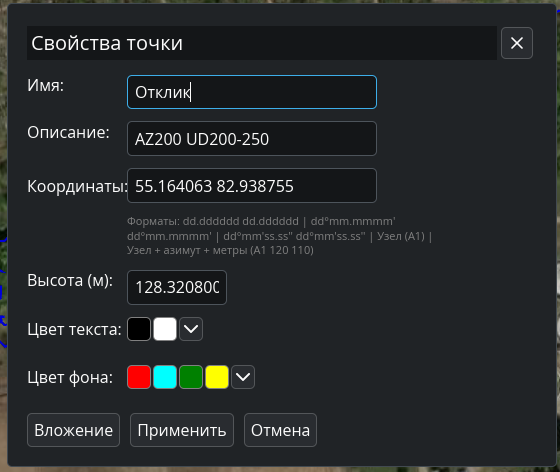 Свойства точки
Имя:
Отклик
Описание:
AZ200 UD200-250
Координаты:
55.164063 82.938755
Форматы: dd.dddddd dd.dddddd | dd°mm.mmmm'
dd°mm.mmmm' | dd°mm'ss.ss" dd°mm'ss.ss" | Узел (A1) |
Узел + азимут + метры (A1 120 110)
Высота (м):
128.320800
Цвет текста:
Цвет фона:
Вложение
Применить
Отмена